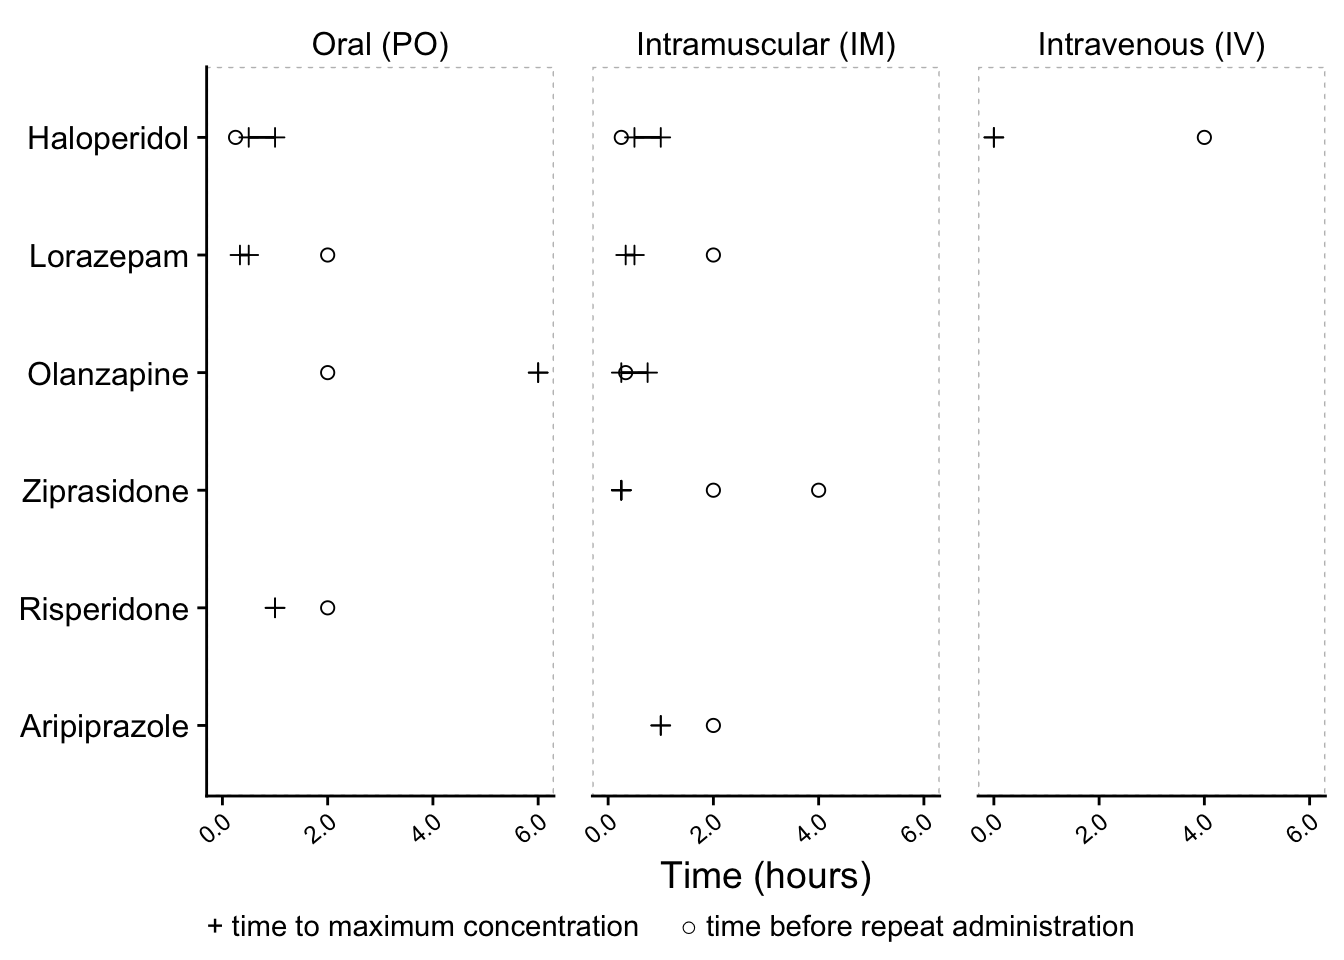 Oral (PO) Intramuscular (IM) Intravenous (IV)
Haloperidol
Lorazepam
Olanzapine
Ziprasidone
Risperidone
Aripiprazole
0.0 2.0 4.0 6.0 0.0 2.0 4.0 6.0 0.0 2.0 4.0 6.0
Time (hours)
+ time to maximum concentration ○ time before repeat administration